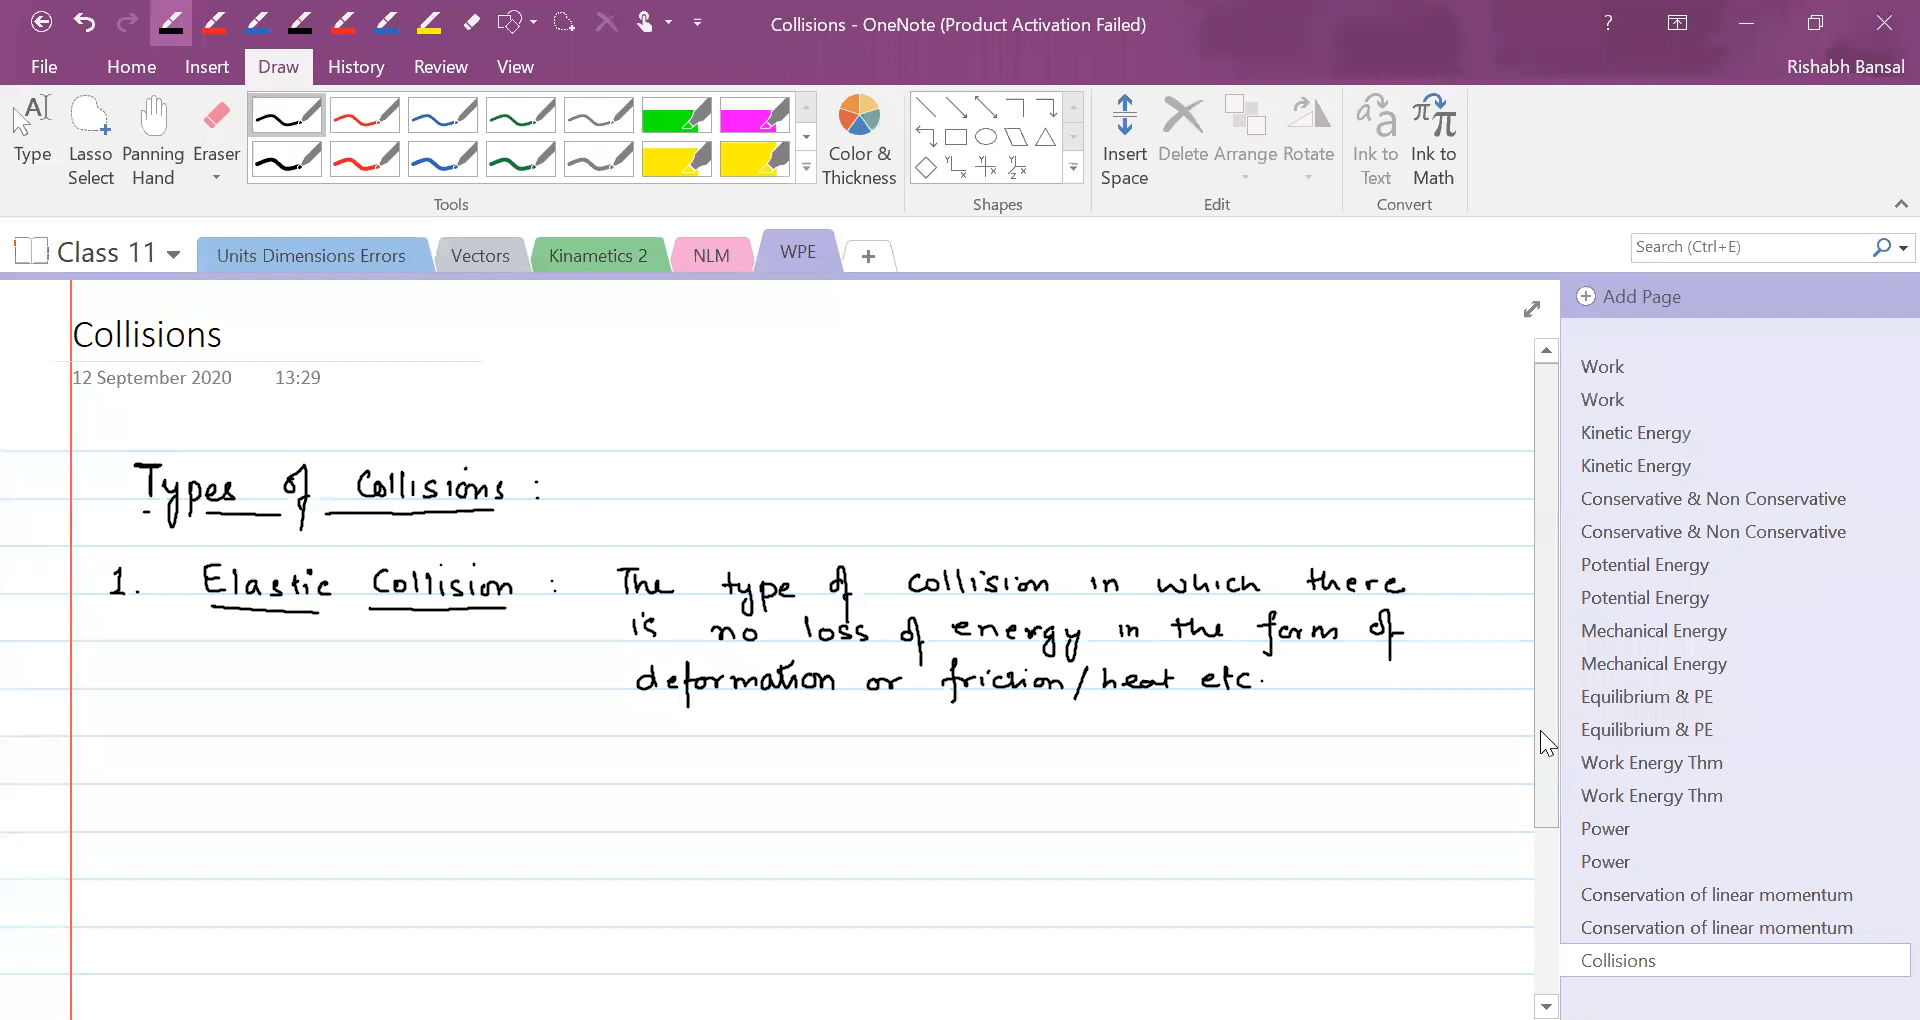 Collisions - OneNote (Product Activation Failed)
?
File Home Insert Draw History Review View
Rishabh Bansal
Type
Lasso Select
Panning Hand
Eraser
Color & Thickness
Insert Space
Delete
Arrange
Rotate
Ink to Text
Ink to Math
Tools
Shapes
Edit
Convert
Class 11
Units Dimensions Errors
Vectors
Kinametics 2
NLM
WPE
Search (Ctrl+E)
Collisions
12 September 2020 13:29
Types of Collisions :
1. Elastic Collision : The type of collision in which there
is no loss of energy in the form of
deformation or friction/heat etc.
Add Page
Work
Work
Kinetic Energy
Kinetic Energy
Conservative & Non Conservative
Conservative & Non Conservative
Potential Energy
Potential Energy
Mechanical Energy
Mechanical Energy
Equilibrium & PE
Equilibrium & PE
Work Energy Thm
Work Energy Thm
Power
Power
Conservation of linear momentum
Conservation of linear momentum
Collisions